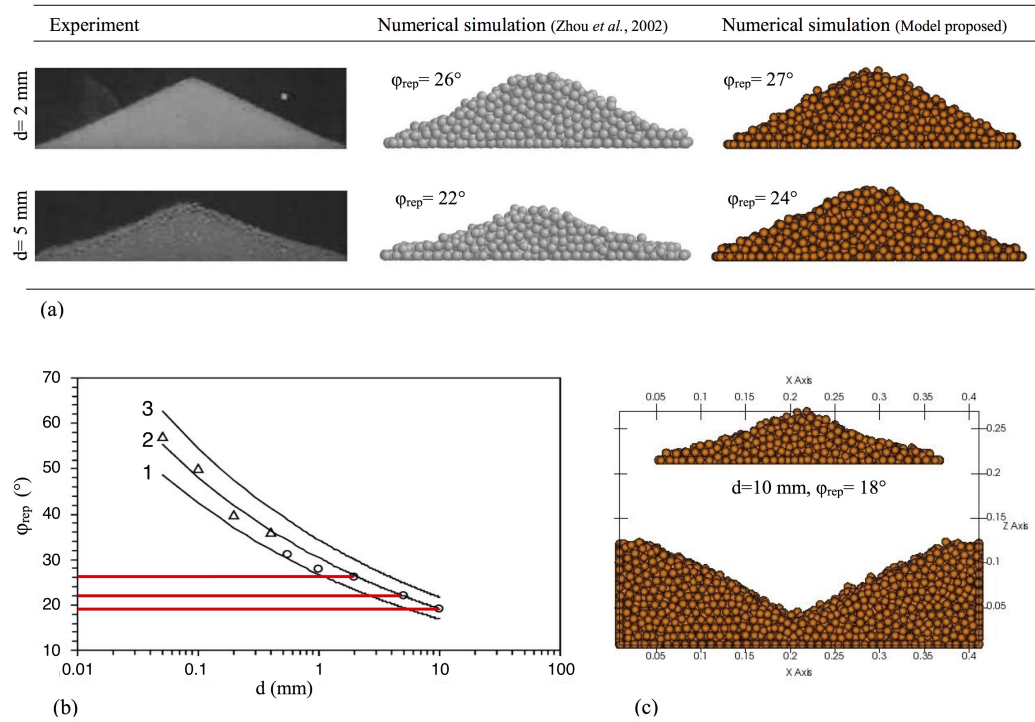 Experiment Numerical simulation (Zhou et al., 2002) Numerical simulation (Model proposed)
d= 2 mm
φrep= 26°
φrep= 27°
d= 5 mm
φrep= 22°
φrep= 24°
(a)
70
60
50
40
30
20
10
φrep (°)
3
2
1
0.01 0.1 1 10 100
d (mm)
(b)
X Axis
0.05 0.1 0.15 0.2 0.25 0.3 0.35 0.4
0.25
0.2
0.15
0.1
0.05
Z Axis
d=10 mm, φrep= 18°
0.05 0.1 0.15 0.2 0.25 0.3 0.35 0.4
X Axis
(c)